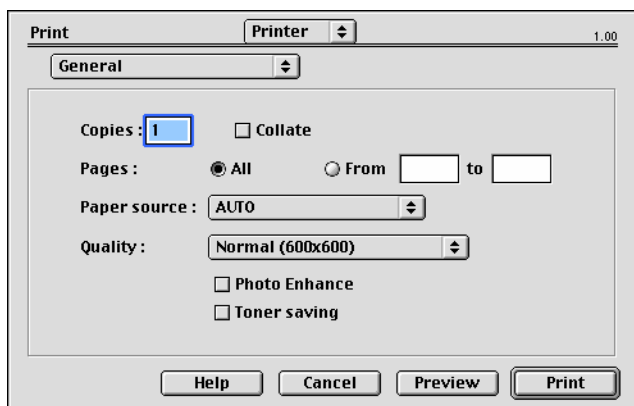 Print Printer 1.00
General
Copies : 1 Collate
Pages : All From to
Paper source : AUTO
Quality : Normal (600x600)
Photo Enhance
Toner saving
Help Cancel Preview Print